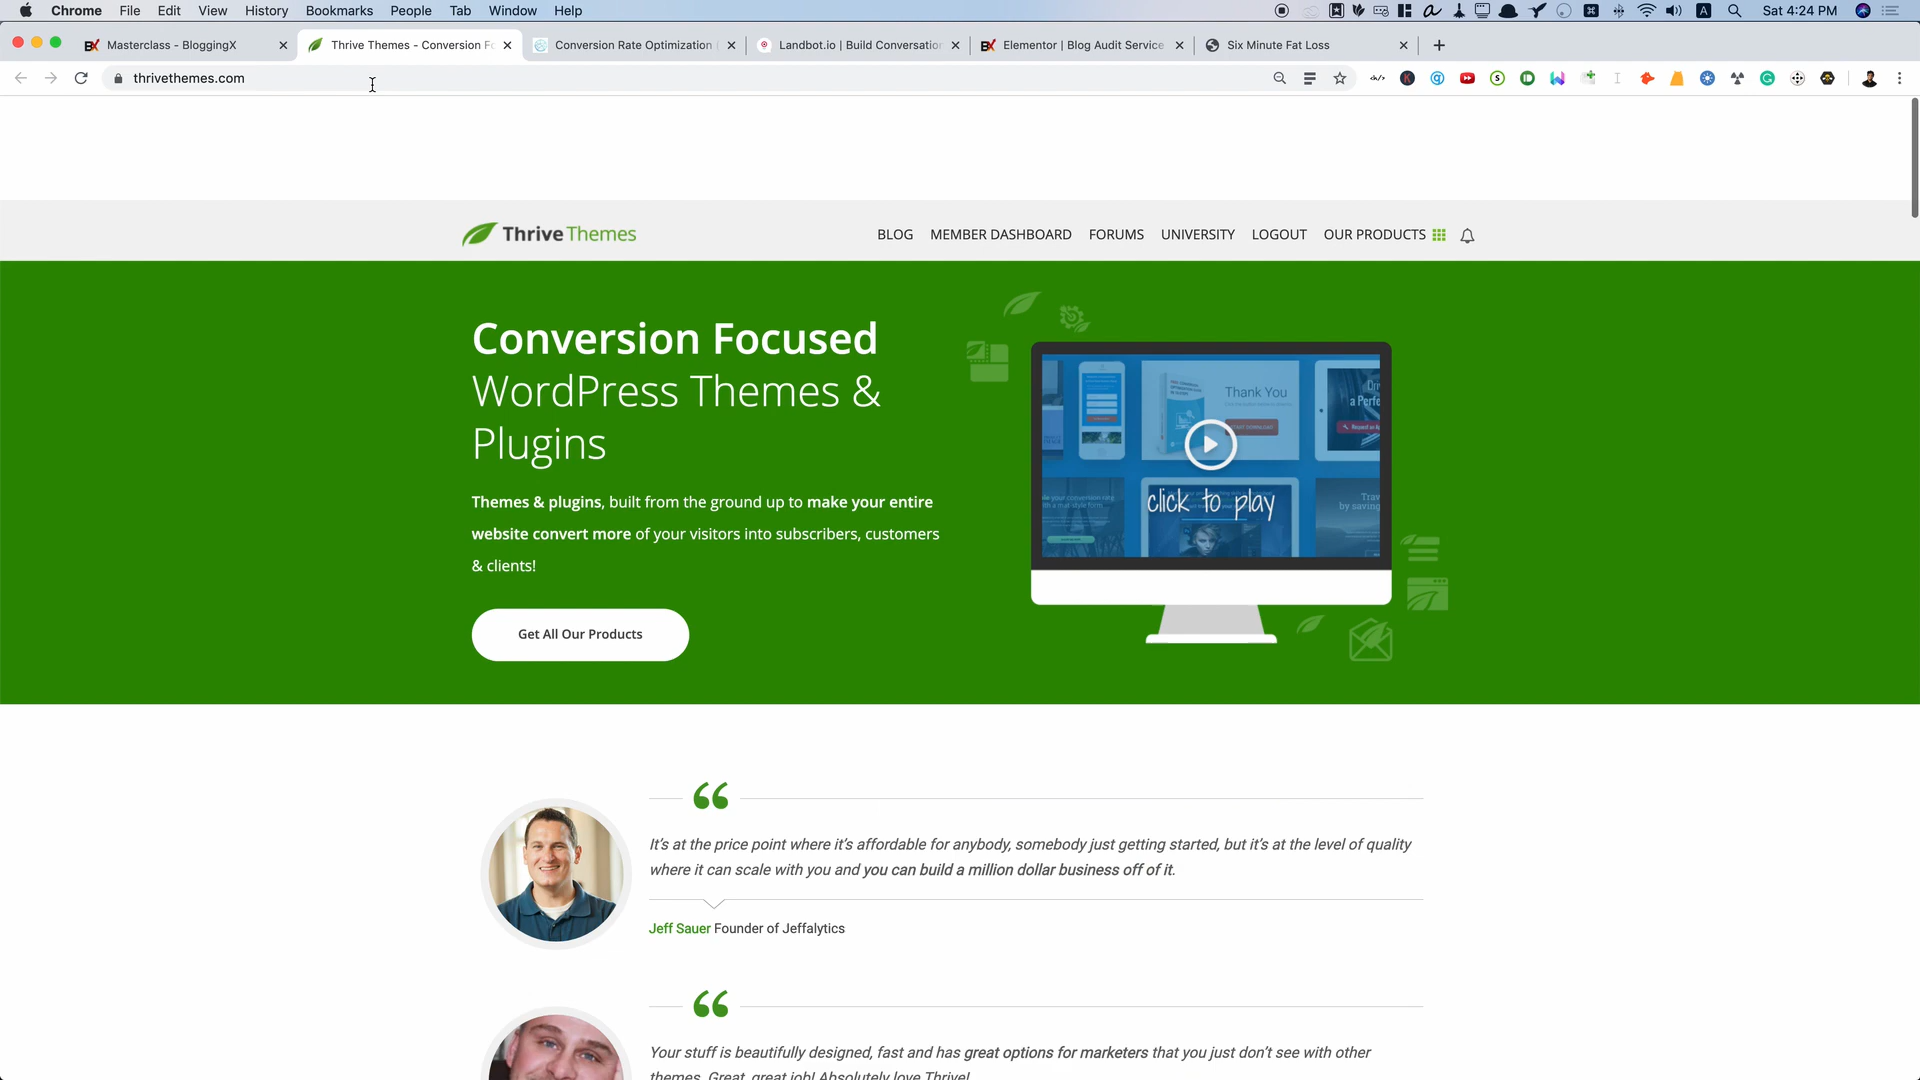 Chrome File Edit View History Bookmarks People Tab Window Help Sat 4:24 PM
Masterclass - BloggingX
Thrive Themes - Conversion Fo
Conversion Rate Optimization
Landbot.io | Build Conversation
Elementor | Blog Audit Service
Six Minute Fat Loss
thrivethemes.com
Thrive Themes
BLOG MEMBER DASHBOARD FORUMS UNIVERSITY LOGOUT OUR PRODUCTS
Conversion Focused
WordPress Themes &
Plugins
Themes & plugins, built from the ground up to make your entire
website convert more of your visitors into subscribers, customers
& clients!
Get All Our Products
Thank You
START DOWNLOAD
a Perfe
click to play
Trav
by saving
It's at the price point where it's affordable for anybody, somebody just getting started, but it's at the level of quality
where it can scale with you and you can build a million dollar business off of it.
Jeff Sauer Founder of Jeffalytics
Your stuff is beautifully designed, fast and has great options for marketers that you just don't see with other
themes. Great, great job! Absolutely love Thrive!